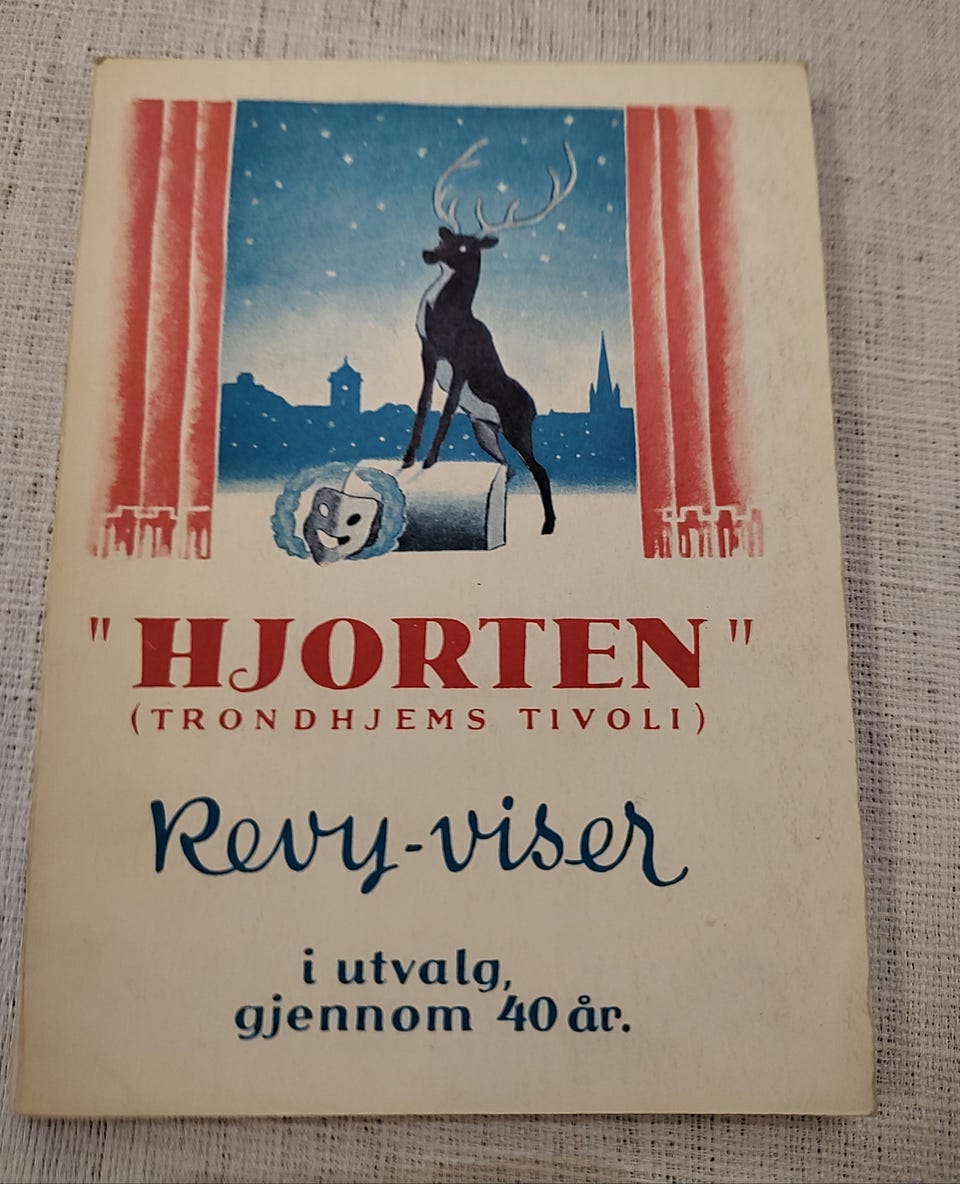 "HJORTEN"
(TRONDHJEMS TIVOLI)
Revy-viser
i utvalg,
gjennom 40 år.